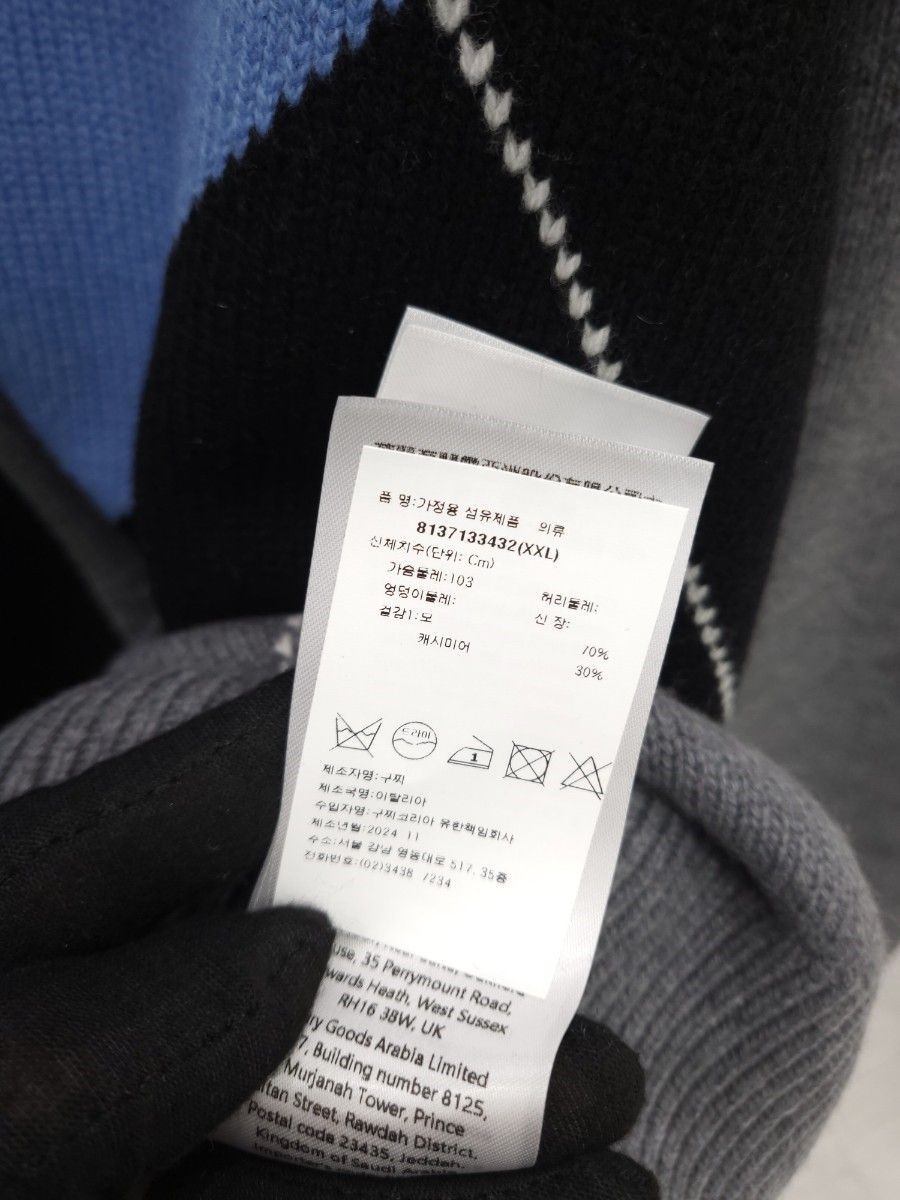 품 명:가정용 섬유제품 의류
8137133432(XXL)
신체치수(단위: Cm)
가슴둘레:103 허리둘레:
엉덩이둘레: 신 장:
겉감1:모 70%
캐시미어 30%
드라이
1
제조자명:구찌
제조국명:이탈리아
수입자명:구찌코리아 유한책임회사
제조년월:2024 11
주소:서울 강남 영동대로 517, 35층
전화번호:(02)3438 7234
use, 35 Perrymount Road,
wards Heath, West Sussex
RH16 3BW, UK
ry Goods Arabia Limited
7, Building number 8125,
Murjanah Tower, Prince
ltan Street, Rawdah District,
Postal code 23435, Jeddah,
Kingdom of Saudi Arabia